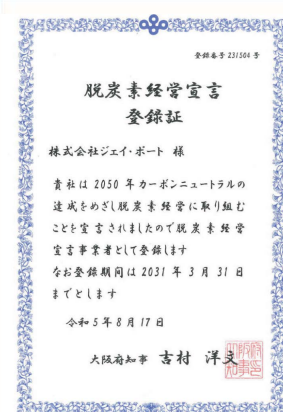 登録番号 231504 号
脱炭素経営宣言
登録証
株式会社ジェイ・ポート 様
貴社は 2050 年カーボンニュートラルの
達成をめざし脱炭素経営に取り組む
ことを宣言されましたので脱炭素経営
宣言事業者として登録します
なお登録期間は 2031 年 3 月 31 日
までとします
令和5年8月17日
大阪府知事 吉村 洋文